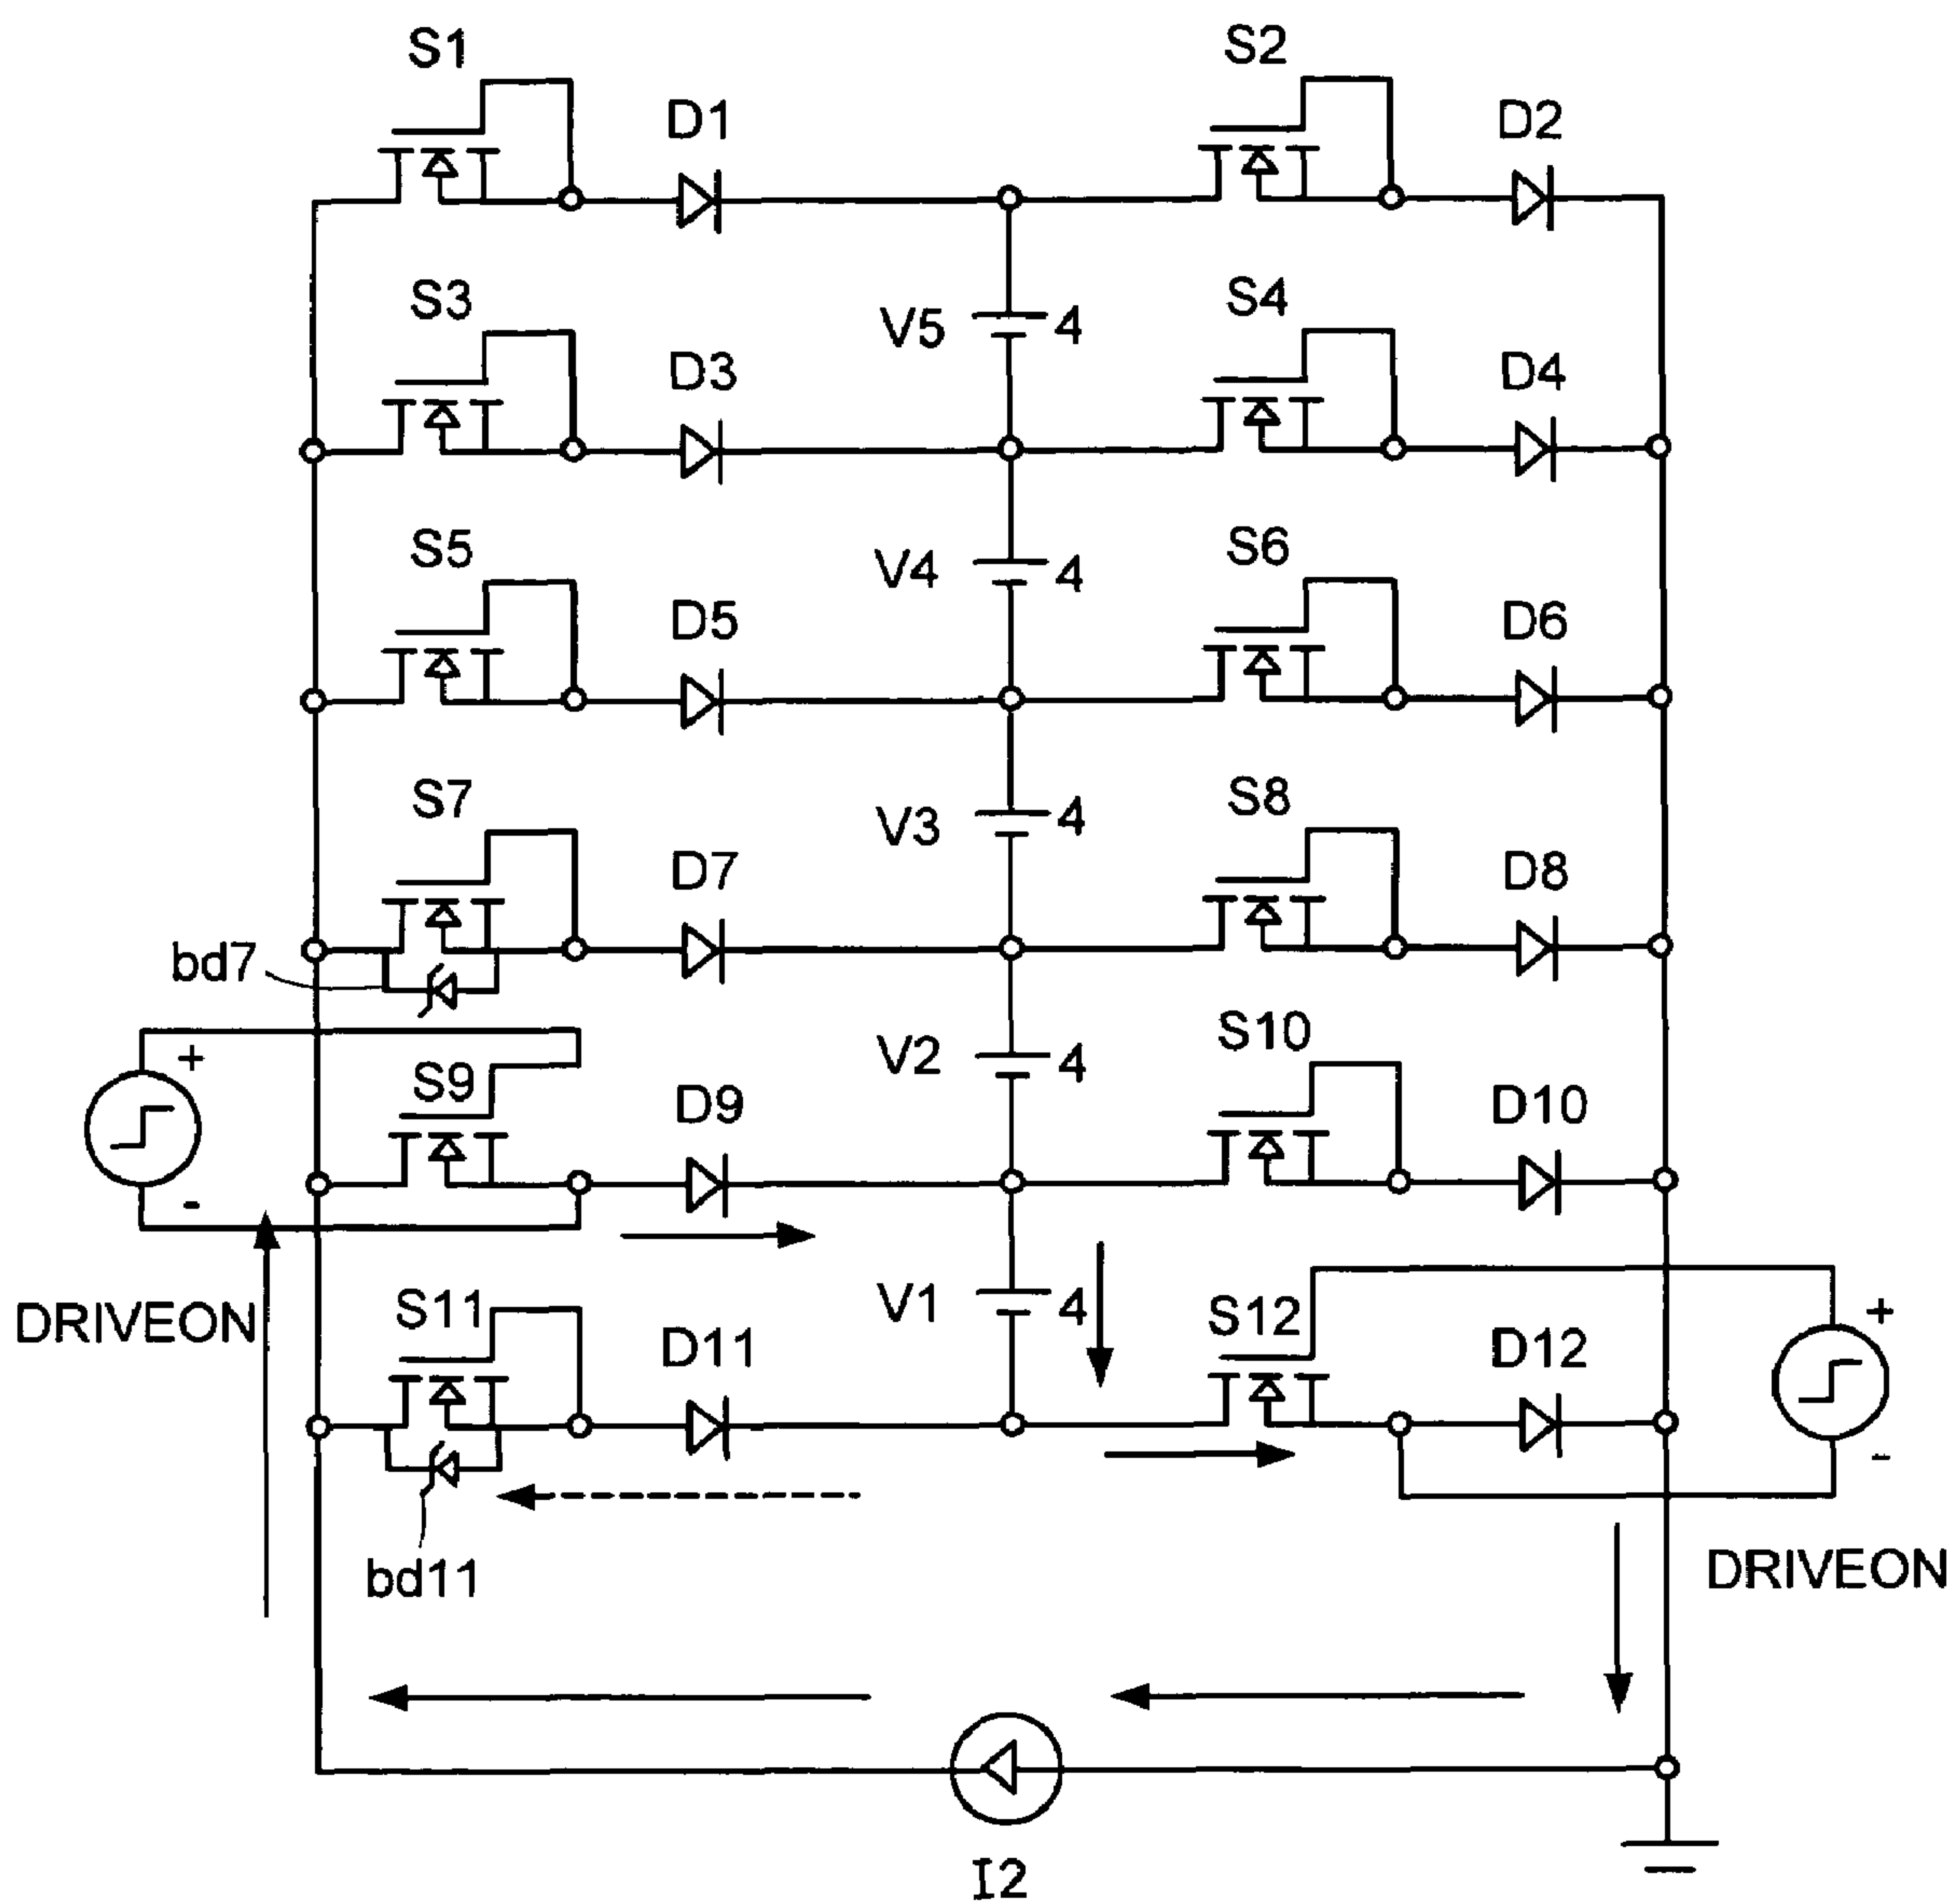 S1
S2
D1
D2
S3
S4
V5
4
D3
D4
S5
S6
V4
4
D5
D6
S7
S8
V3
4
D7
D8
bd7
S10
+
V2
4
S9
D9
D10
-
S11
V1
4
S12
+
DRIVEON
D11
D12
-
bd11
DRIVEON
I2